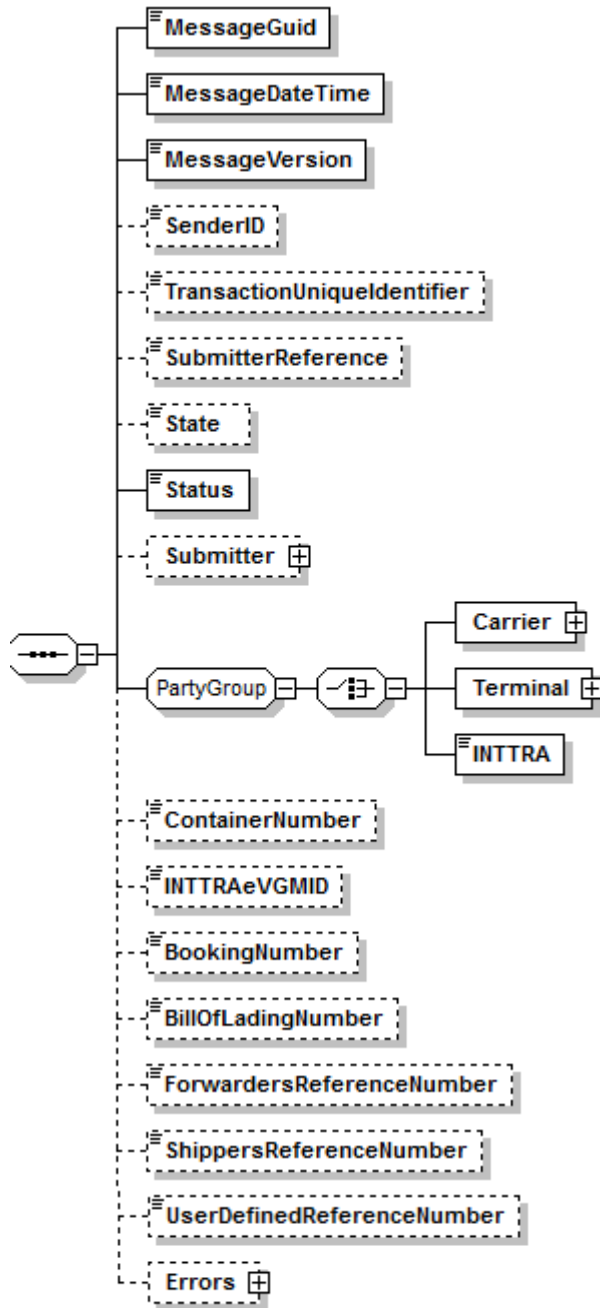 MessageGuid
MessageDateTime
MessageVersion
SenderID
TransactionUniqueIdentifier
SubmitterReference
State
Status
Submitter
PartyGroup
Carrier
Terminal
INTTRA
ContainerNumber
INTTRAeVGMID
BookingNumber
BillOfLadingNumber
ForwardersReferenceNumber
ShippersReferenceNumber
UserDefinedReferenceNumber
Errors